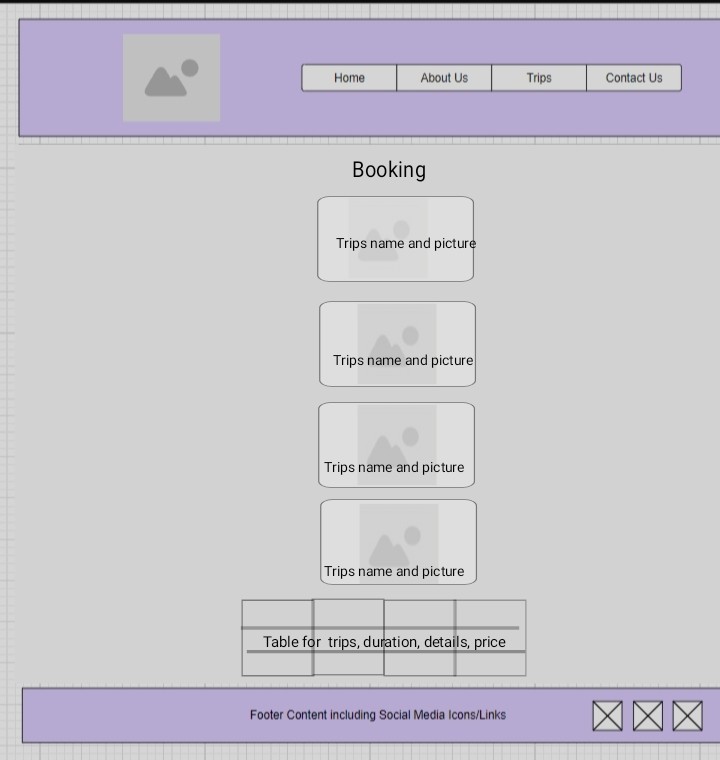 Home
About Us
Trips
Contact Us
Booking
Trips name and picture
Trips name and picture
Trips name and picture
Trips name and picture
Table for trips, duration, details, price
Footer Content including Social Media Icons/Links